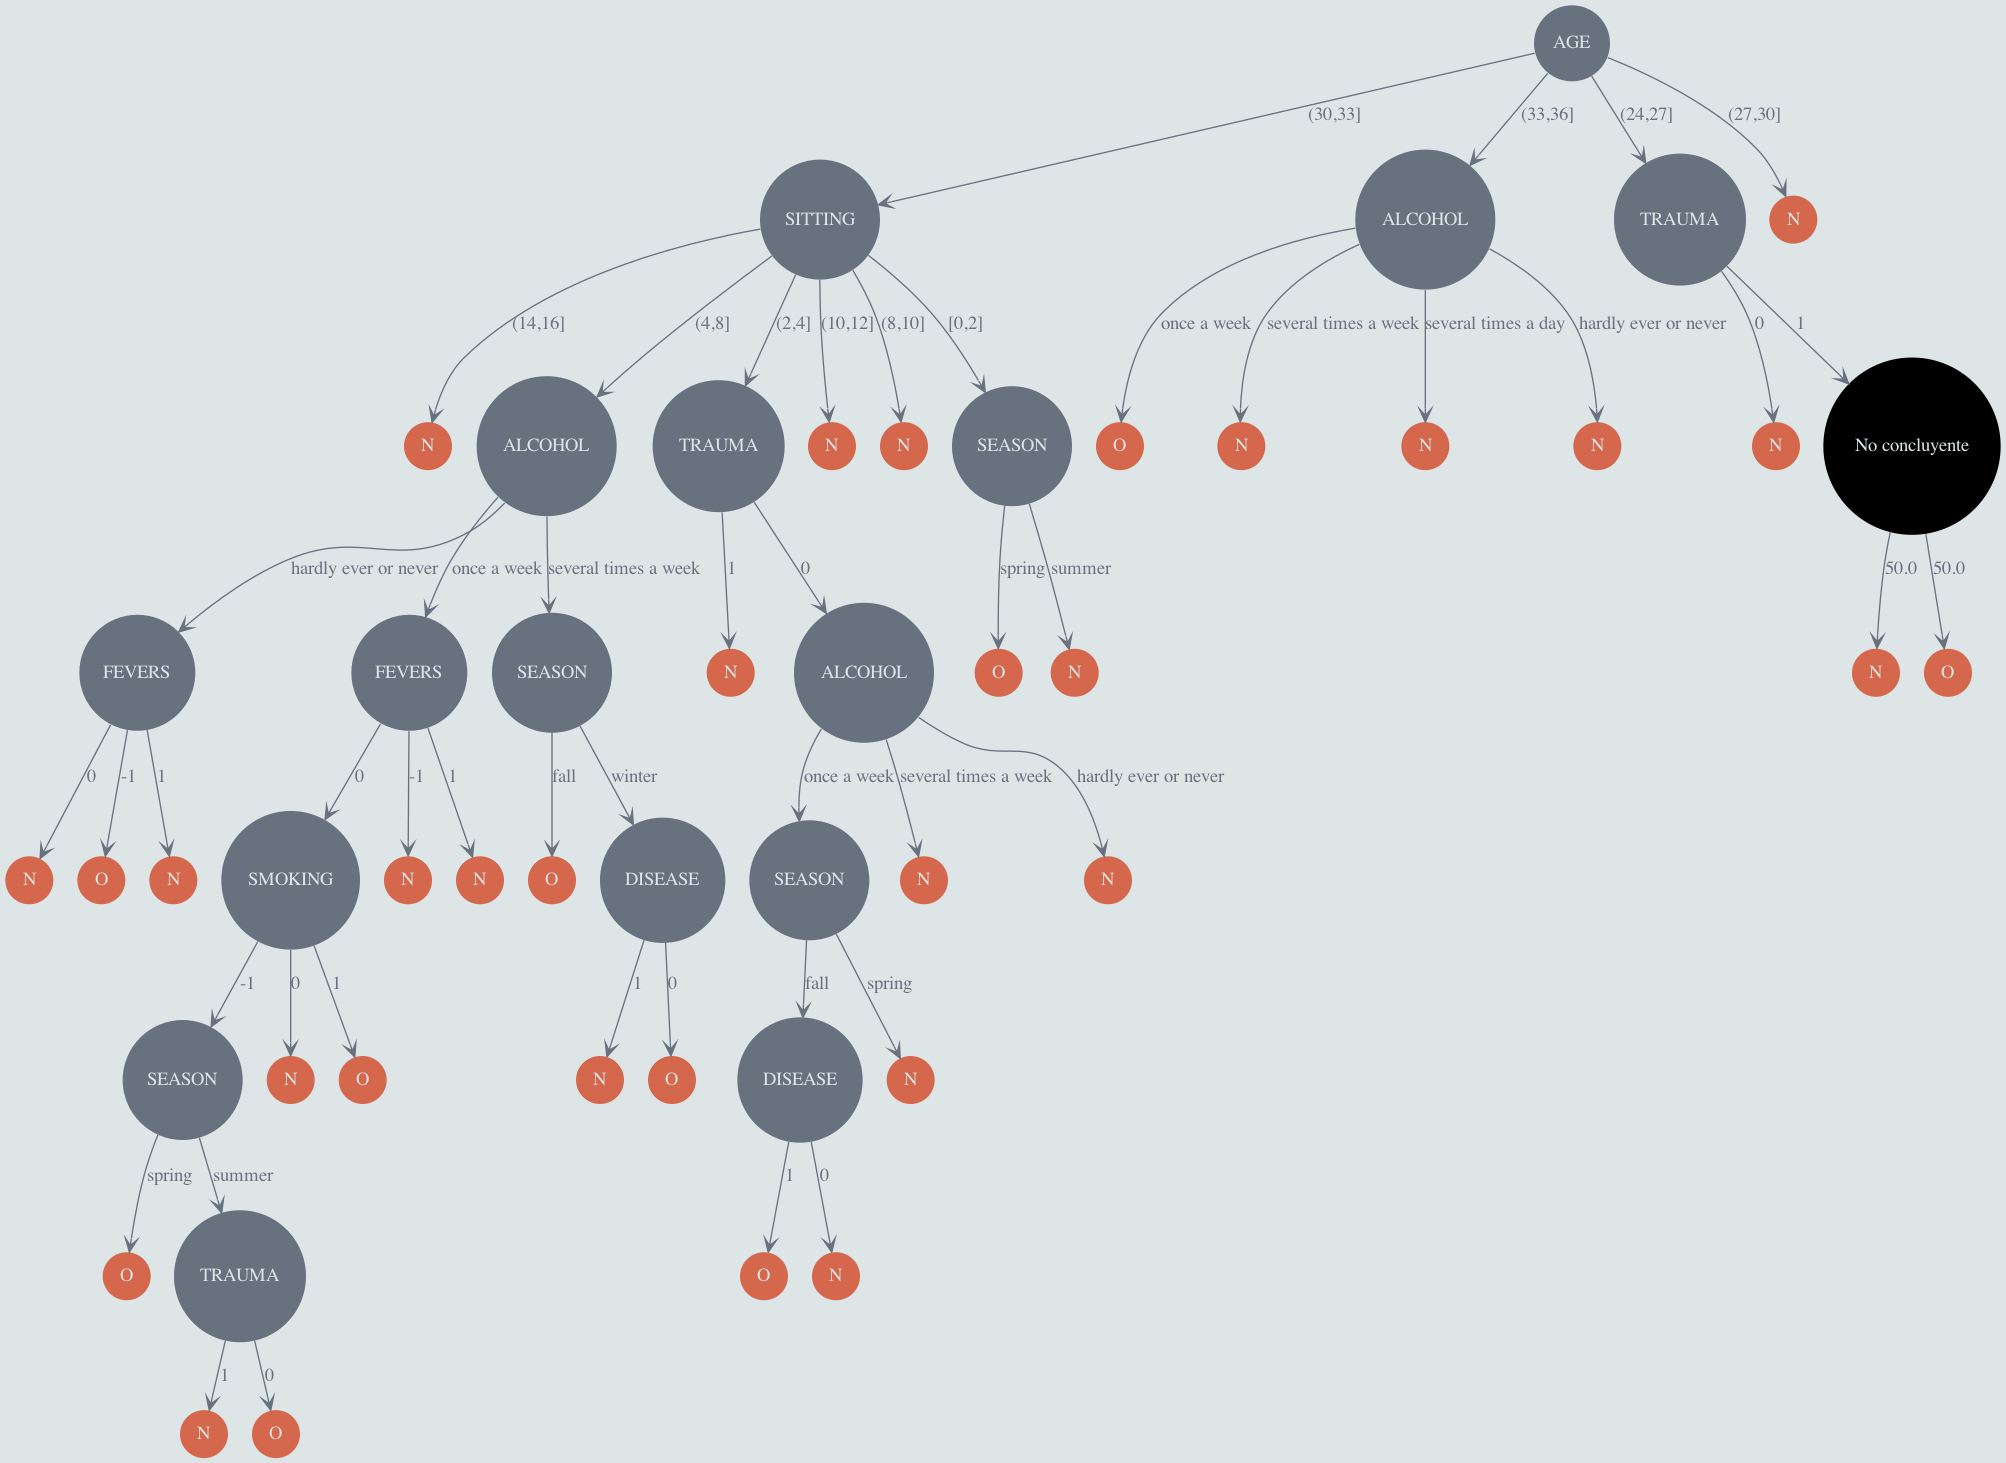 AGE
(30,33]
(33,36]
(24,27]
(27,30]
SITTING
ALCOHOL
TRAUMA
N
(14,16]
(4,8]
(2,4]
(10,12]
(8,10]
[0,2]
once a week
several times a week
several times a day
hardly ever or never
0
1
N
ALCOHOL
TRAUMA
N
N
SEASON
O
N
N
N
N
No concluyente
hardly ever or never
once a week
several times a week
1
0
spring
summer
50.0
50.0
FEVERS
FEVERS
SEASON
N
ALCOHOL
O
N
N
O
0
-1
1
0
-1
1
fall
winter
once a week
several times a week
hardly ever or never
N
O
N
SMOKING
N
N
O
DISEASE
SEASON
N
N
-1
0
1
1
0
fall
spring
SEASON
N
O
N
O
DISEASE
N
spring
summer
1
0
O
TRAUMA
O
N
1
0
N
O